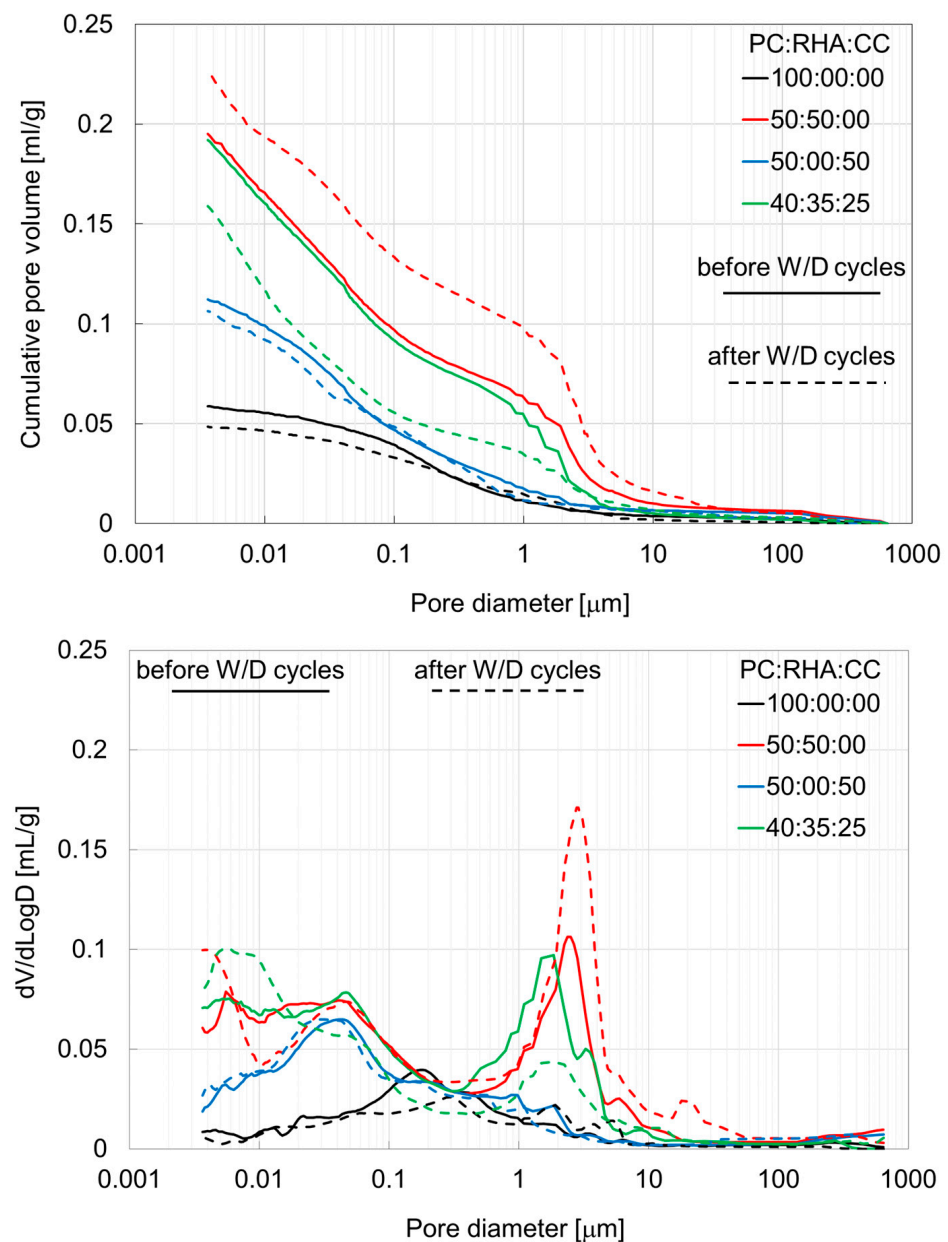 0.25
0.2
0.15
0.1
0.05
0
Cumulative pore volume [ml/g]
PC:RHA:CC
100:00:00
50:50:00
50:00:50
40:35:25
before W/D cycles
after W/D cycles
0.001 0.01 0.1 1 10 100 1000
Pore diameter [μm]
0.25
0.2
0.15
0.1
0.05
0
dV/dLogD [mL/g]
before W/D cycles after W/D cycles
PC:RHA:CC
100:00:00
50:50:00
50:00:50
40:35:25
0.001 0.01 0.1 1 10 100 1000
Pore diameter [μm]